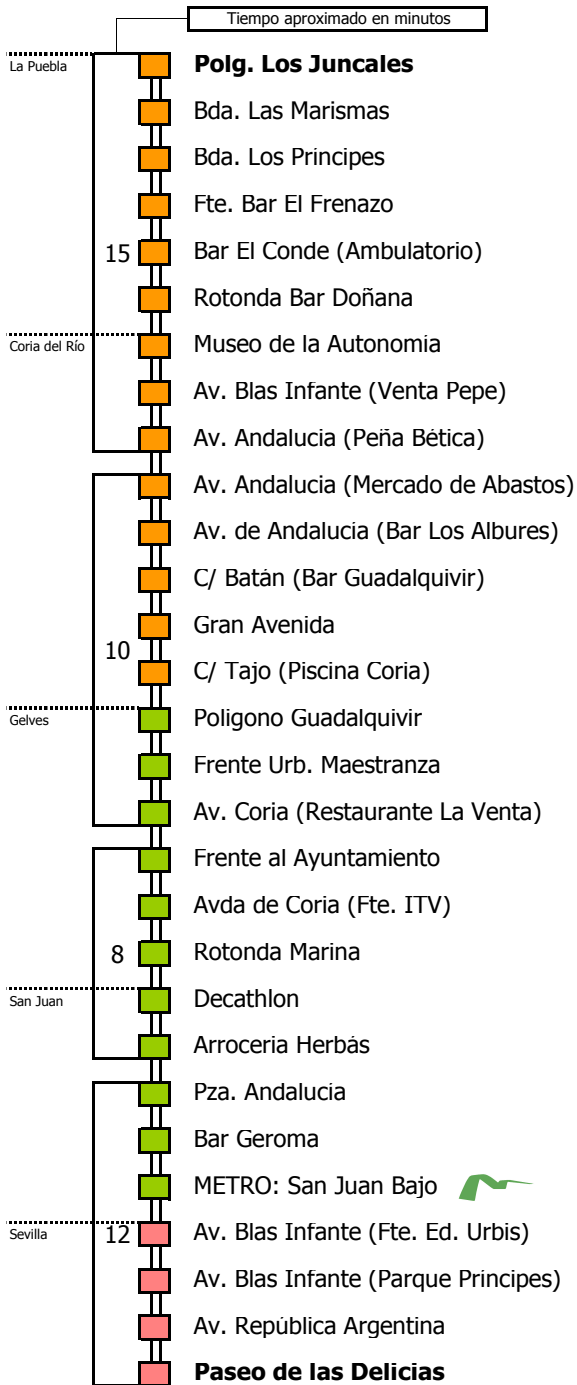 Tiempo aproximado en minutos
La Puebla
Polg. Los Juncales
Bda. Las Marismas
Bda. Los Principes
Fte. Bar El Frenazo
15
Bar El Conde (Ambulatorio)
Rotonda Bar Doñana
Coria del Río
Museo de la Autonomia
Av. Blas Infante (Venta Pepe)
Av. Andalucia (Peña Bética)
Av. Andalucia (Mercado de Abastos)
Av. de Andalucia (Bar Los Albures)
C/ Batán (Bar Guadalquivir)
Gran Avenida
10
C/ Tajo (Piscina Coria)
Gelves
Poligono Guadalquivir
Frente Urb. Maestranza
Av. Coria (Restaurante La Venta)
Frente al Ayuntamiento
Avda de Coria (Fte. ITV)
8
Rotonda Marina
San Juan
Decathlon
Arroceria Herbás
Pza. Andalucia
Bar Geroma
METRO: San Juan Bajo
Sevilla
12
Av. Blas Infante (Fte. Ed. Urbis)
Av. Blas Infante (Parque Principes)
Av. República Argentina
Paseo de las Delicias